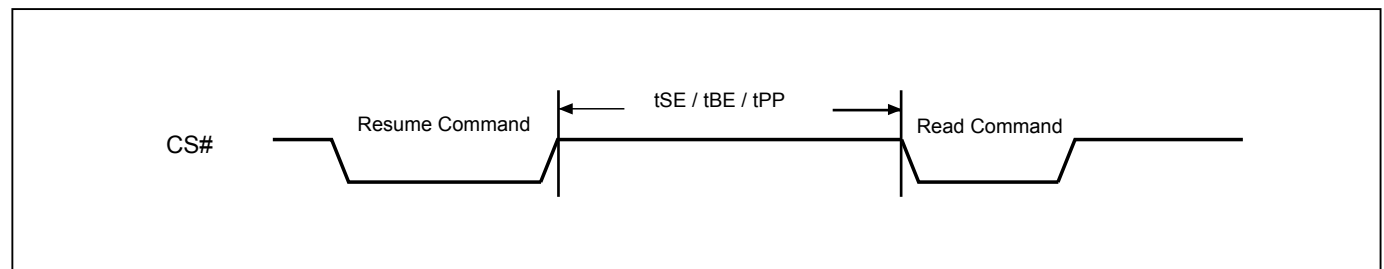 tSE / tBE / tPP
Resume Command
Read Command
CS#